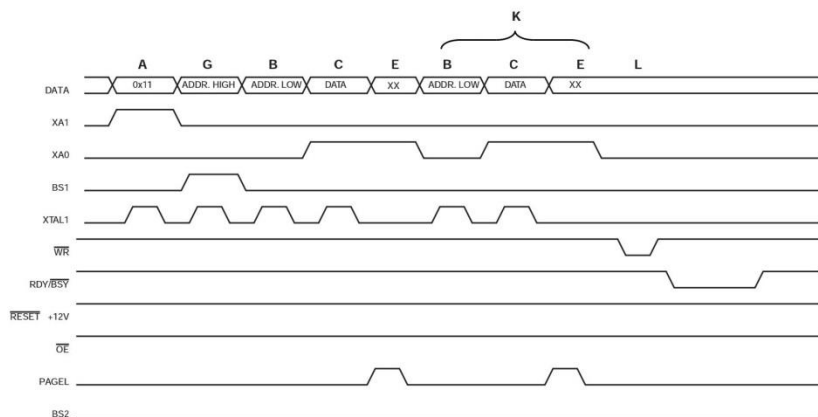 K
A G B C E B C E L
DATA 0x11 ADDR. HIGH ADDR. LOW DATA XX ADDR. LOW DATA XX
XA1
XA0
BS1
XTAL1
WR
RDY/BSY
RESET +12V
OE
PAGEL
BS2